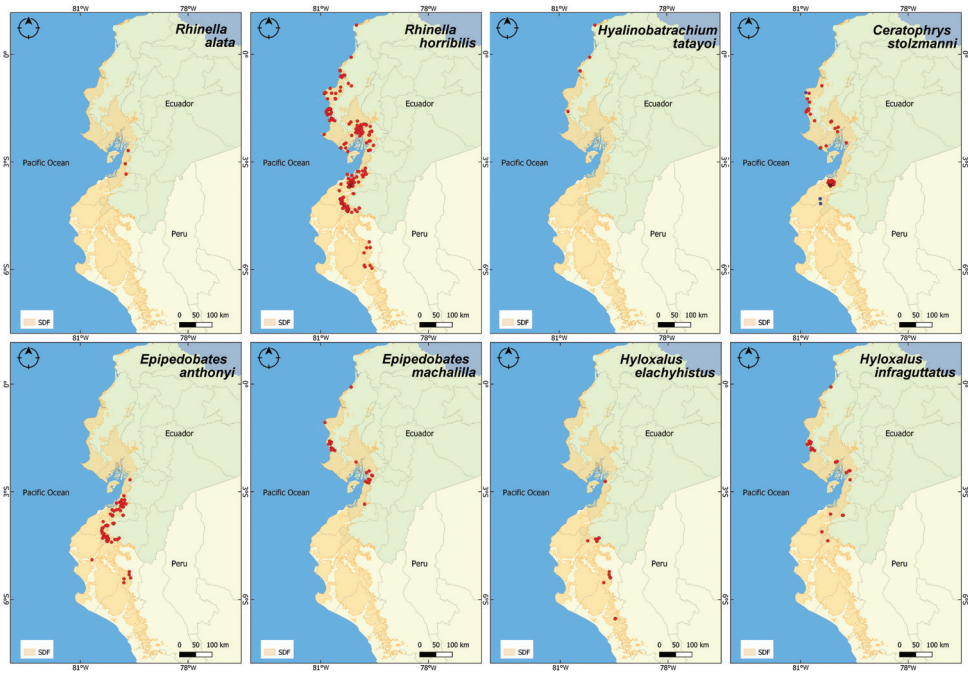 78°W
Rhinella
alata
0°
Ecuador
Pacific Ocean
3°S
Peru
6°S
SDF
0 50 100 km
81°W
78°W
Rhinella
horribilis
0°
Ecuador
Pacific Ocean
3°S
Peru
6°S
SDF
0 50 100 km
81°W
78°W
78°W
Hyalinobatrachium
tatayoi
0°
Ecuador
Pacific Ocean
3°S
Peru
6°S
SDF
0 50 100 km
81°W
78°W
Ceratophrys
stolzmanni
0°
Ecuador
Pacific Ocean
3°S
Peru
6°S
SDF
0 50 100 km
81°W
78°W
Epipedobates
anthonyi
0°
Ecuador
Pacific Ocean
3°S
Peru
6°S
SDF
0 50 100 km
81°W
78°W
Epipedobates
machalilla
0°
Ecuador
Pacific Ocean
3°S
Peru
6°S
SDF
0 50 100 km
81°W
78°W
Hyloxalus
elachyhistus
0°
Ecuador
Pacific Ocean
3°S
Peru
6°S
SDF
0 50 100 km
81°W
78°W
Hyloxalus
infraguttatus
0°
Ecuador
Pacific Ocean
3°S
Peru
6°S
SDF
0 50 100 km
81°W
78°W